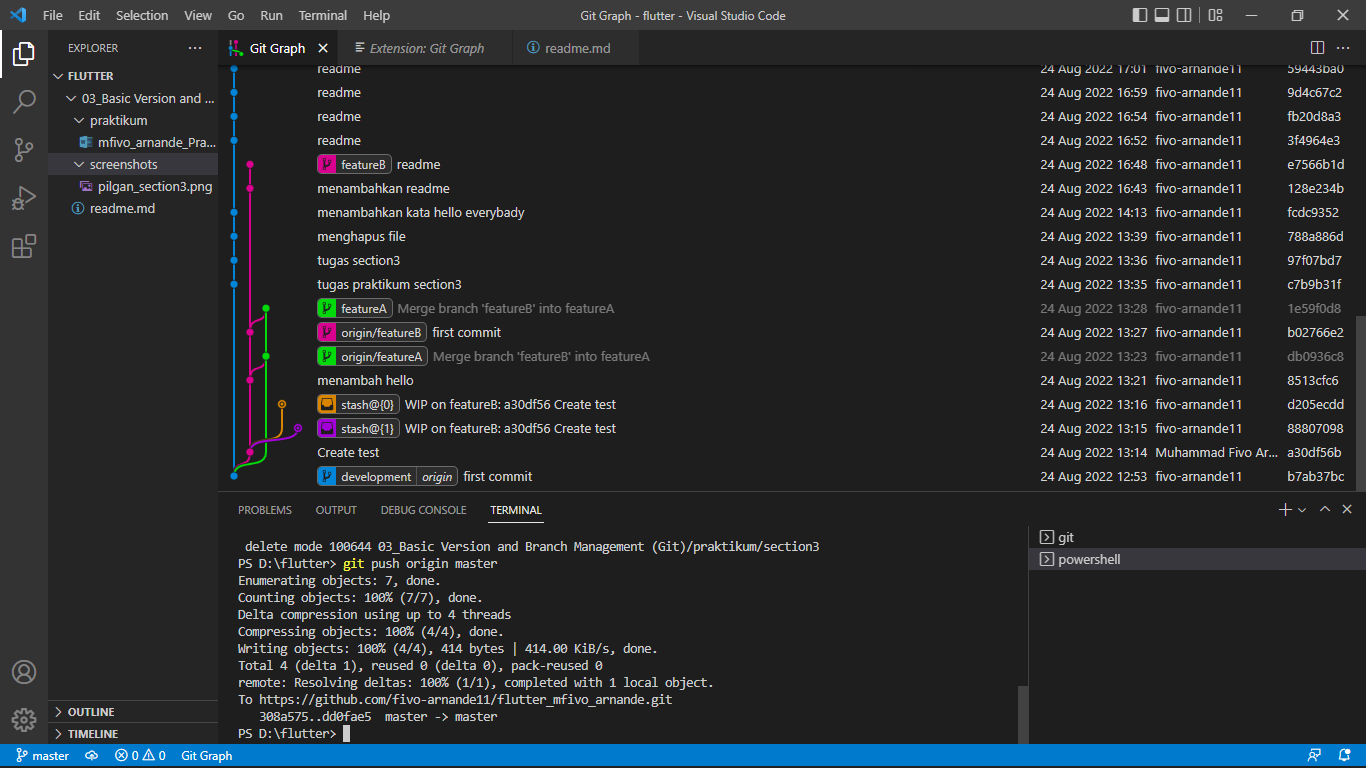 File Edit Selection View Go Run Terminal Help Git Graph - flutter - Visual Studio Code
EXPLORER ...
FLUTTER
03_Basic Version and ...
praktikum
mfivo_arnande_Pra...
screenshots
pilgan_section3.png
readme.md
OUTLINE
TIMELINE
Git Graph Extension: Git Graph readme.md
readme 24 Aug 2022 17:01 fivo-arnande11 59443ba0
readme 24 Aug 2022 16:59 fivo-arnande11 9d4c67c2
readme 24 Aug 2022 16:54 fivo-arnande11 fb20d8a3
readme 24 Aug 2022 16:52 fivo-arnande11 3f4964e3
featureB readme 24 Aug 2022 16:48 fivo-arnande11 e7566b1d
menambahkan readme 24 Aug 2022 16:43 fivo-arnande11 128e234b
menambahkan kata hello everybady 24 Aug 2022 14:13 fivo-arnande11 fcdc9352
menghapus file 24 Aug 2022 13:39 fivo-arnande11 788a886d
tugas section3 24 Aug 2022 13:36 fivo-arnande11 97f07bd7
tugas praktikum section3 24 Aug 2022 13:35 fivo-arnande11 c7b9b31f
featureA Merge branch 'featureB' into featureA 24 Aug 2022 13:28 fivo-arnande11 1e59f0d8
origin/featureB first commit 24 Aug 2022 13:27 fivo-arnande11 b02766e2
origin/featureA Merge branch 'featureB' into featureA 24 Aug 2022 13:23 fivo-arnande11 db0936c8
menambah hello 24 Aug 2022 13:21 fivo-arnande11 8513cfc6
stash@{0} WIP on featureB: a30df56 Create test 24 Aug 2022 13:16 fivo-arnande11 d205ecdd
stash@{1} WIP on featureB: a30df56 Create test 24 Aug 2022 13:15 fivo-arnande11 88807098
Create test 24 Aug 2022 13:14 Muhammad Fivo Ar... a30df56b
development origin first commit 24 Aug 2022 12:53 fivo-arnande11 b7ab37bc
PROBLEMS OUTPUT DEBUG CONSOLE TERMINAL
delete mode 100644 03_Basic Version and Branch Management (Git)/praktikum/section3
PS D:\flutter> git push origin master
Enumerating objects: 7, done.
Counting objects: 100% (7/7), done.
Delta compression using up to 4 threads
Compressing objects: 100% (4/4), done.
Writing objects: 100% (4/4), 414 bytes | 414.00 KiB/s, done.
Total 4 (delta 1), reused 0 (delta 0), pack-reused 0
remote: Resolving deltas: 100% (1/1), completed with 1 local object.
To https://github.com/fivo-arnande11/flutter_mfivo_arnande.git
308a575..dd0fae5 master -> master
PS D:\flutter>
git
powershell
master 0 0 Git Graph